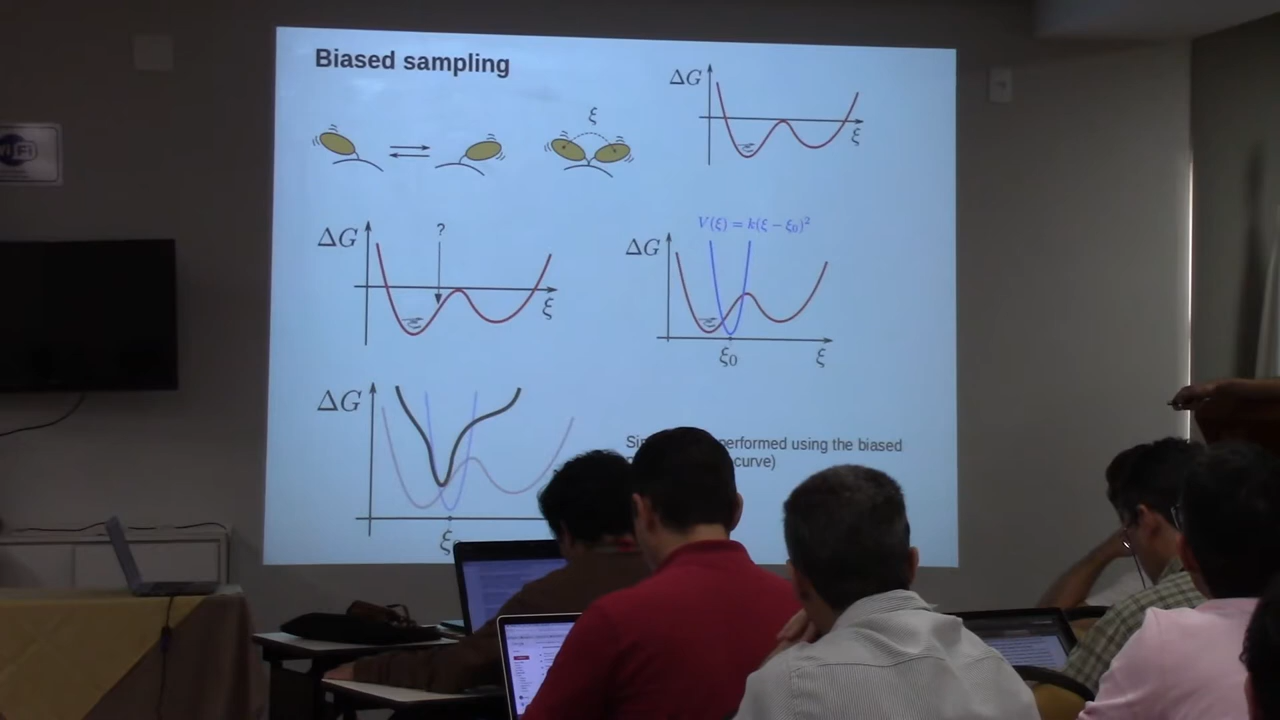 Biased sampling
ξ
ΔG
ξ
ΔG
?
ξ
V(ξ) = k(ξ − ξ₀)²
ΔG
ξ₀
ξ
ΔG
performed using the biased
curve)
WiFi